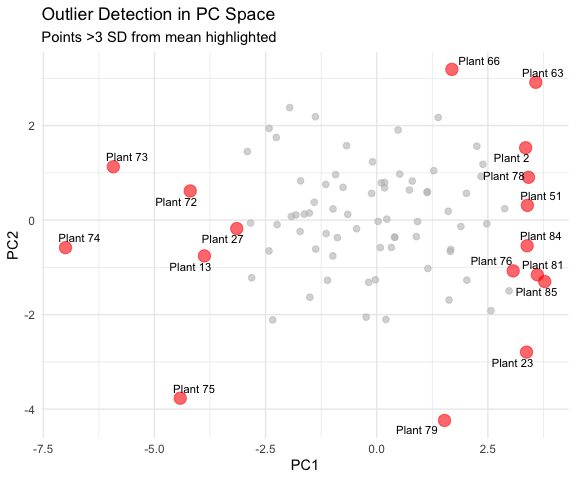 Outlier Detection in PC Space
Points >3 SD from mean highlighted
Plant 66
Plant 63
Plant 73
Plant 2
Plant 78
Plant 72
Plant 51
Plant 74
Plant 27
Plant 84
Plant 13
Plant 76
Plant 81
Plant 85
Plant 23
Plant 75
Plant 79
PC2
2
0
-2
-4
-7.5
-5.0
-2.5
0.0
2.5
PC1